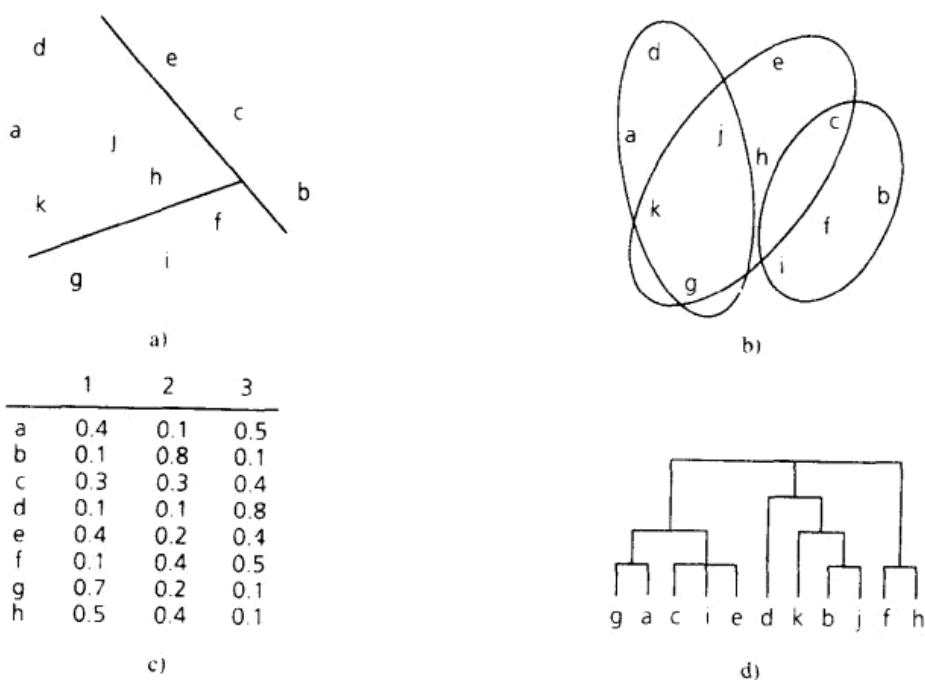 d
e
c
a
j
h
b
k
f
i
g
a)
d
e
c
a
j
h
b
k
f
i
g
b)
1 2 3
a 0.4 0.1 0.5
b 0.1 0.8 0.1
c 0.3 0.3 0.4
d 0.1 0.1 0.8
e 0.4 0.2 0.4
f 0.1 0.4 0.5
g 0.7 0.2 0.1
h 0.5 0.4 0.1
c)
g a c i e d k b j f h
d)